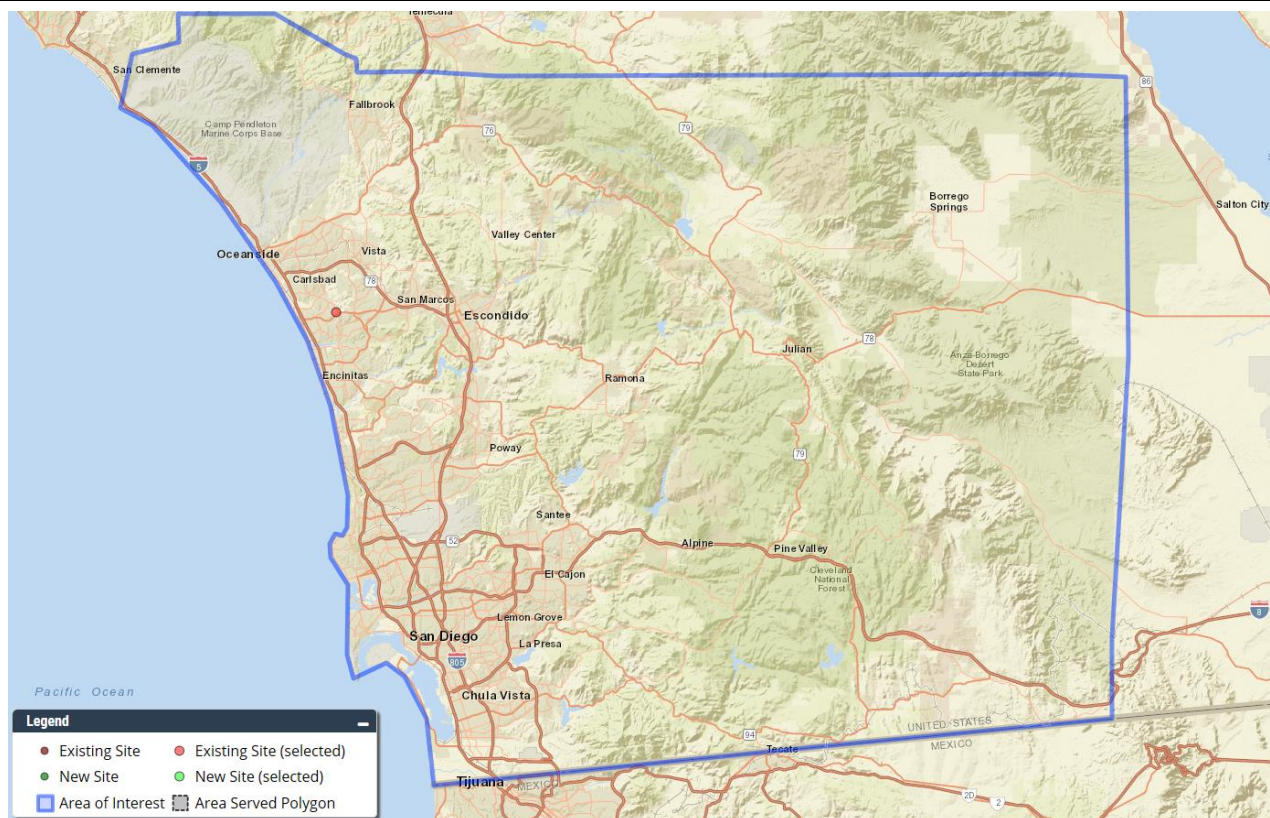 Temecula
San Clemente
86
Camp Pendleton
Marine Corps Base
Fallbrook
76
79
5
Borrego
Springs
Salton City
Valley Center
Oceanside
Vista
Carlsbad
78
San Marcos
Escondido
Julian
78
Anza-Borrego
Desert
State Park
Encinitas
Ramona
Poway
79
Santee
52
Alpine
Pine Valley
El Cajon
Cleveland
National
Forest
8
Lemon Grove
San Diego
La Presa
805
Pacific Ocean
Chula Vista
UNITED STATES
MEXICO
94
Tecate
Tijuana
MEXICO
2D
2
Legend
Existing Site
Existing Site (selected)
New Site
New Site (selected)
Area of Interest
Area Served Polygon